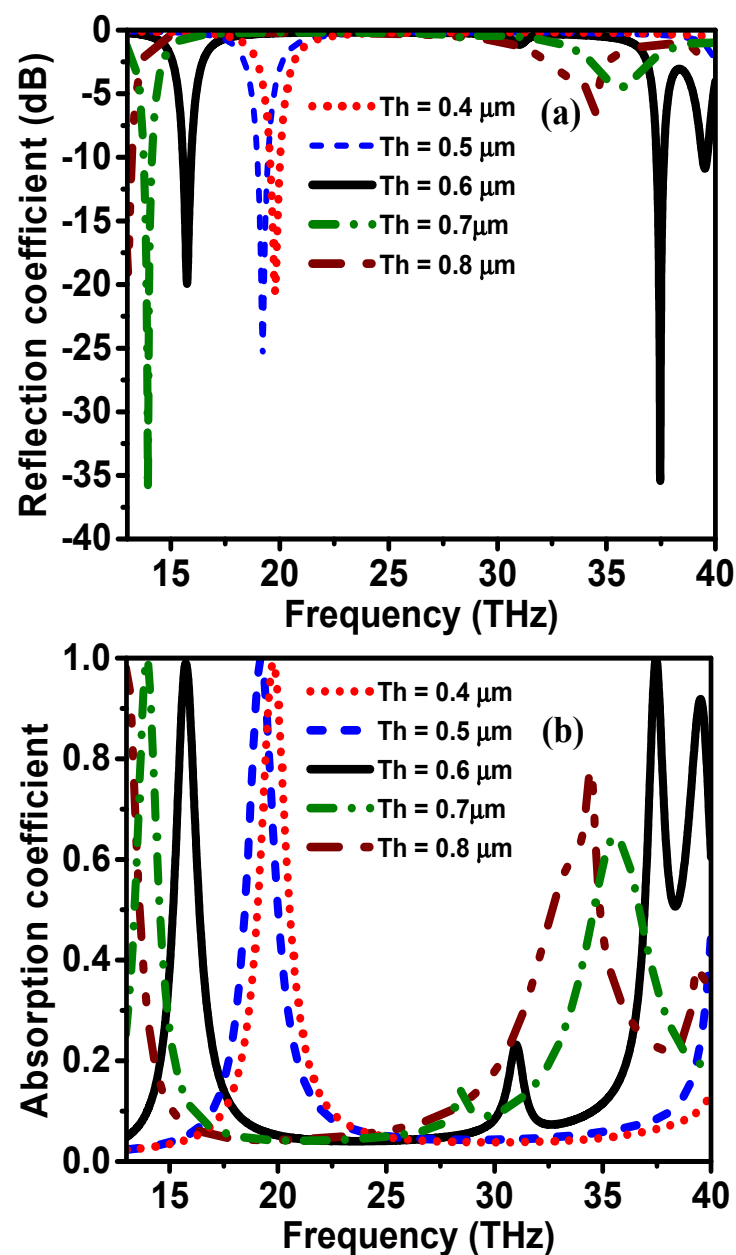 0
-5
-10
-15
-20
-25
-30
-35
-40
Reflection coefficient (dB)
Th = 0.4 μm
(a)
Th = 0.5 μm
Th = 0.6 μm
Th = 0.7μm
Th = 0.8 μm
15 20 25 30 35 40
Frequency (THz)
1.0
0.8
0.6
0.4
0.2
0.0
Absorption coefficient
Th = 0.4 μm
Th = 0.5 μm
(b)
Th = 0.6 μm
Th = 0.7μm
Th = 0.8 μm
15 20 25 30 35 40
Frequency (THz)